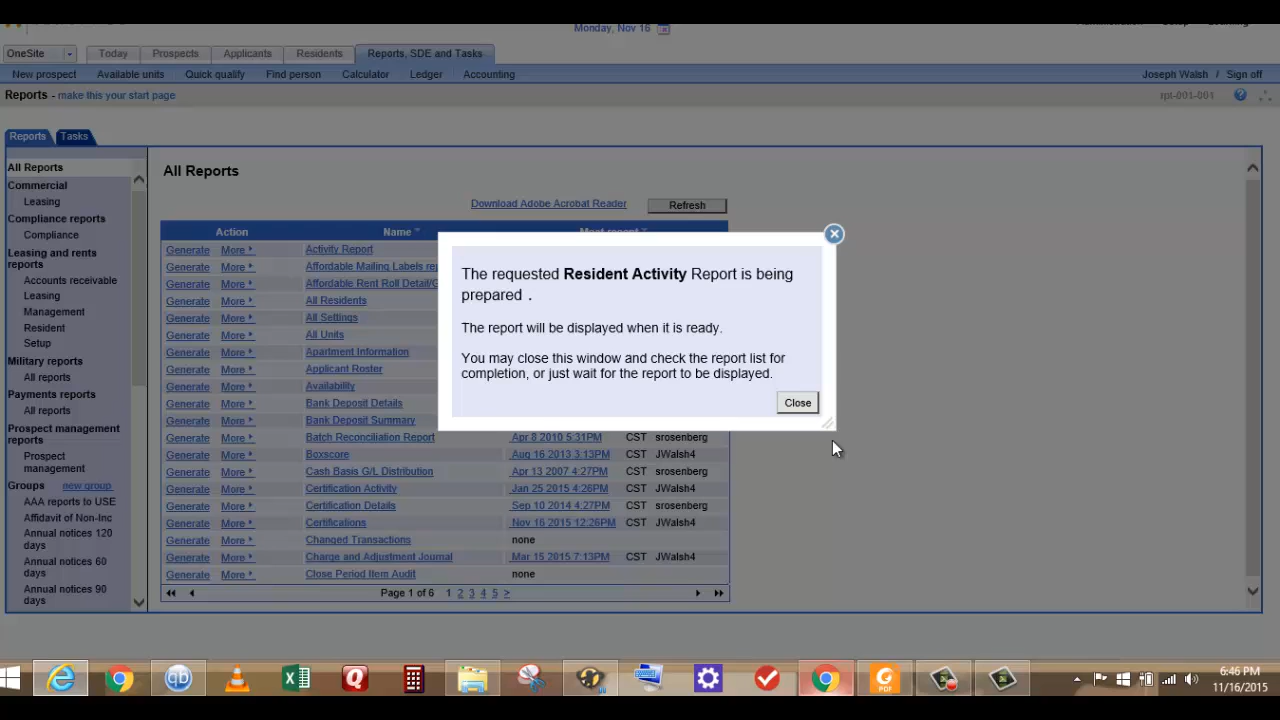 Monday, Nov 16
OneSite Today Prospects Applicants Residents Reports, SDE and Tasks
New prospect Available units Quick qualify Find person Calculator Ledger Accounting Joseph Walsh / Sign off
Reports - make this your start page rpt-001-001
Reports Tasks
All Reports
Commercial
Leasing
Compliance reports
Compliance
Leasing and rents
reports
Accounts receivable
Leasing
Management
Resident
Setup
Military reports
All reports
Payments reports
All reports
Prospect management
reports
Prospect
management
Groups new group
AAA reports to USE
Affidavit of Non-Inc
Annual notices 120
days
Annual notices 60
days
Annual notices 90
days
All Reports
Download Adobe Acrobat Reader Refresh
Action Name Most recent
Generate More Activity Report
Generate More Affordable Mailing Labels
Generate More Affordable Rent Roll Detail/
Generate More All Residents
Generate More All Settings
Generate More All Units
Generate More Apartment Information
Generate More Applicant Roster
Generate More Availability
Generate More Bank Deposit Details
Generate More Bank Deposit Summary
Generate More Batch Reconciliation Report Apr 8 2010 5:31PM CST srosenberg
Generate More Boxscore Aug 16 2013 3:13PM CST JWalsh4
Generate More Cash Basis G/L Distribution Apr 13 2007 4:27PM CST srosenberg
Generate More Certification Activity Jan 25 2015 4:26PM CST JWalsh4
Generate More Certification Details Sep 10 2014 4:27PM CST srosenberg
Generate More Certifications Nov 16 2015 12:26PM CST JWalsh4
Generate More Changed Transactions none
Generate More Charge and Adjustment Journal Mar 15 2015 7:13PM CST JWalsh4
Generate More Close Period Item Audit none
Page 1 of 6 1 2 3 4 5 >
The requested Resident Activity Report is being
prepared .
The report will be displayed when it is ready.
You may close this window and check the report list for
completion, or just wait for the report to be displayed.
Close
6:46 PM
11/16/2015